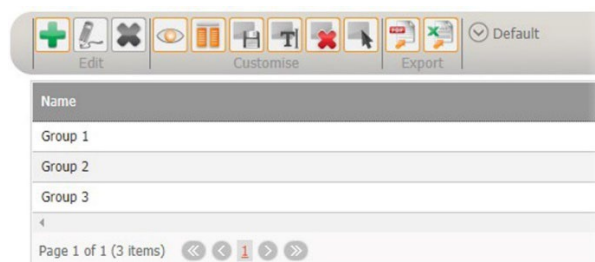 Default
Edit Customise Export
Name
Group 1
Group 2
Group 3
Page 1 of 1 (3 items) 1